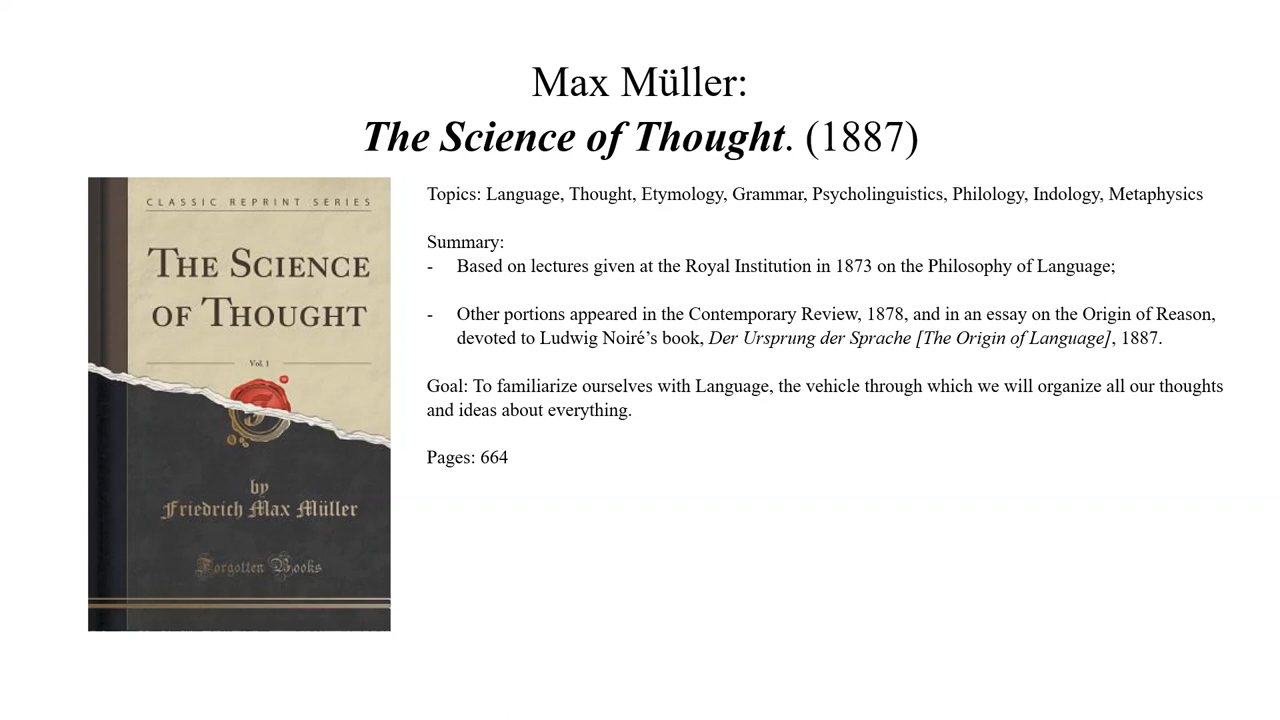 Max Müller:
The Science of Thought. (1887)
CLASSIC REPRINT SERIES
THE SCIENCE
OF THOUGHT
Vol. 1
F
by
Friedrich Max Müller
Forgotten Books
Topics: Language, Thought, Etymology, Grammar, Psycholinguistics, Philology, Indology, Metaphysics
Summary:
- Based on lectures given at the Royal Institution in 1873 on the Philosophy of Language;
- Other portions appeared in the Contemporary Review, 1878, and in an essay on the Origin of Reason,
devoted to Ludwig Noiré’s book, Der Ursprung der Sprache [The Origin of Language], 1887.
Goal: To familiarize ourselves with Language, the vehicle through which we will organize all our thoughts
and ideas about everything.
Pages: 664